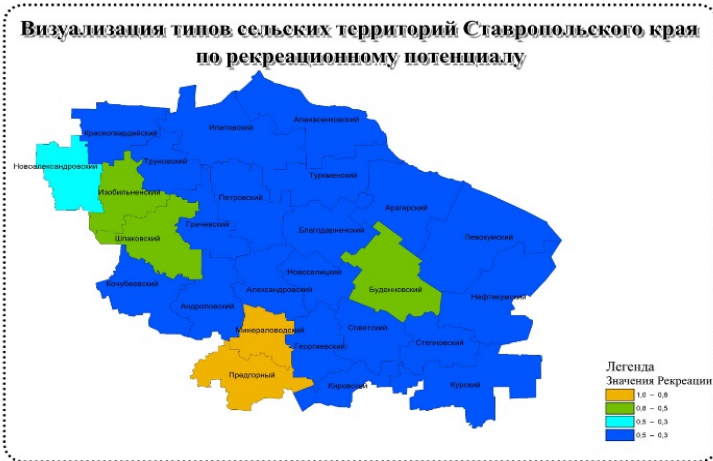 Визуализация типов сельских территорий Ставропольского края
по рекреационному потенциалу
Апанасенковский
Красногвардейский
Ипатовский
Новоалександровский
Труновский
Туркменский
Изобильненский
Петровский
Арзгирский
Грачевский
Благодарненский
Шпаковский
Левокумский
Новоселицкий
Кочубеевский
Александровский
Буденновский
Нефтекумский
Андроповский
Минераловодский
Советский
Георгиевский
Степновский
Предгорный
Кировский
Курский
Легенда
Значения Рекреации
1,0 – 0,8
0,8 – 0,5
0,5 – 0,3
0,5 – 0,3